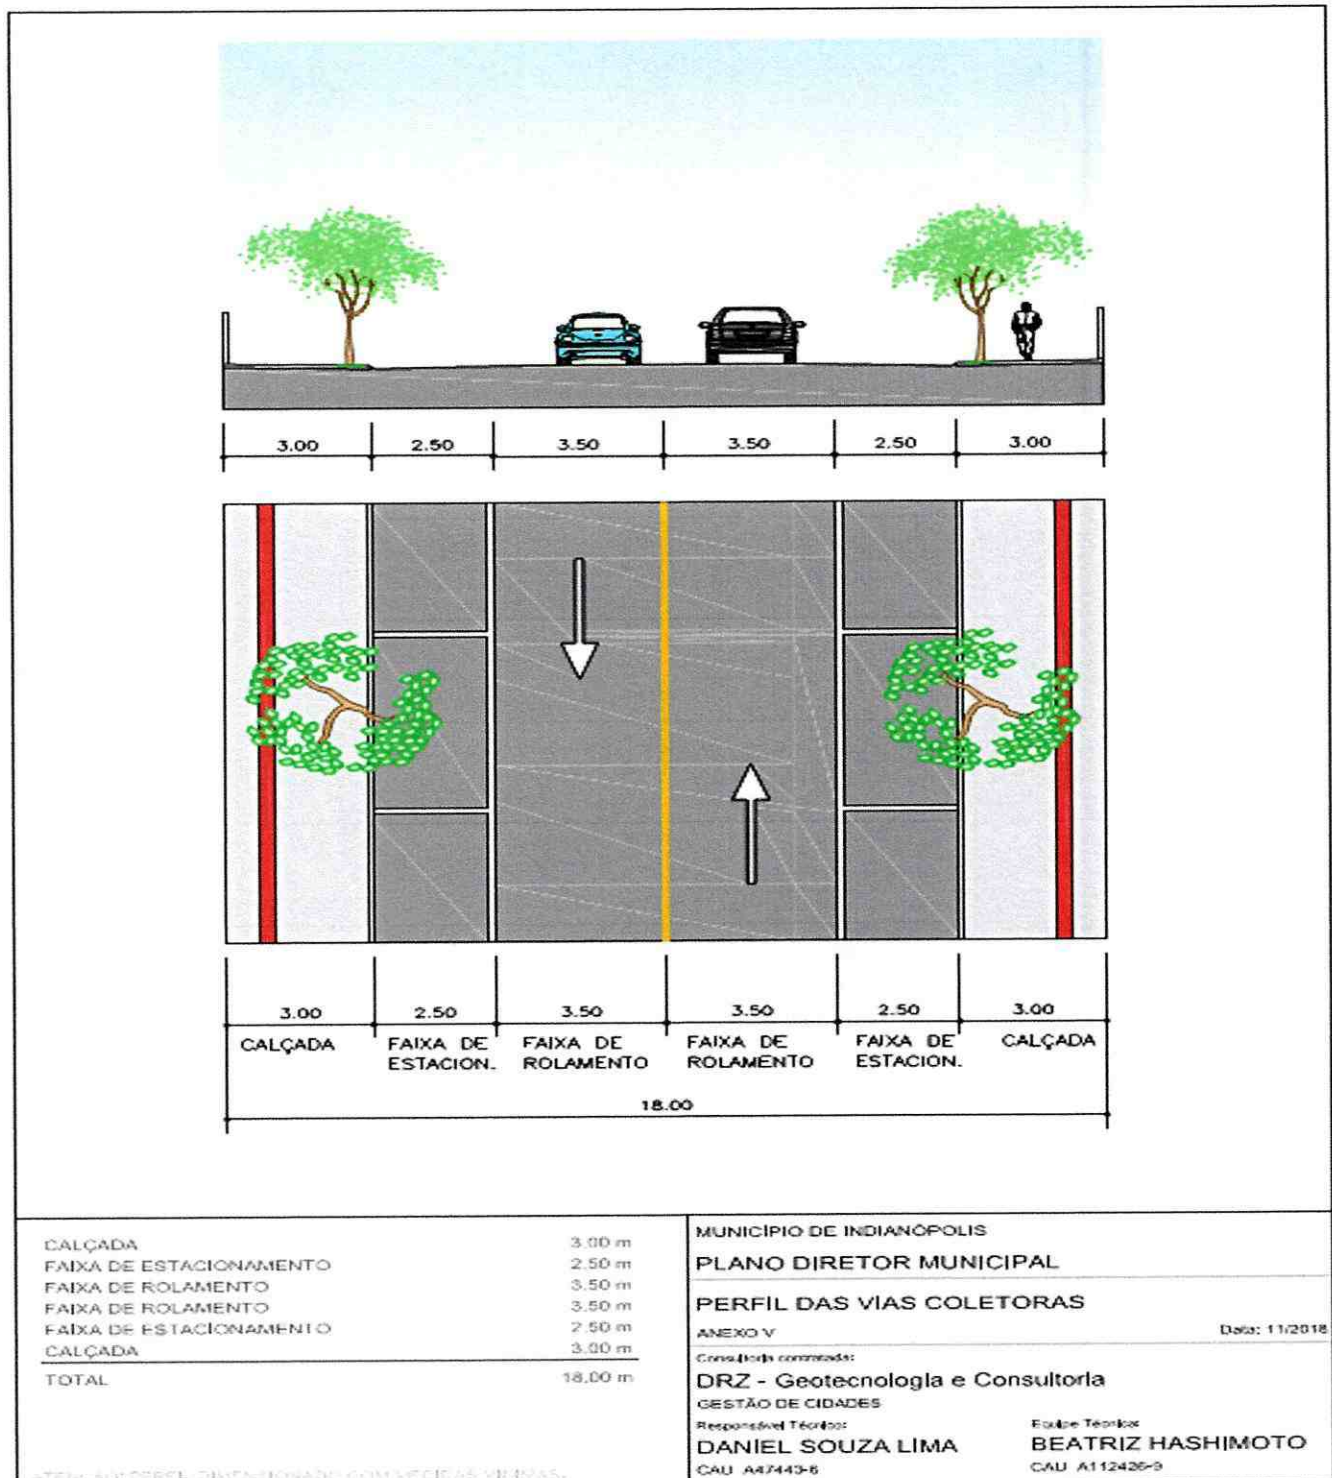 3.00 2.50 3.50 3.50 2.50 3.00
3.00 2.50 3.50 3.50 2.50 3.00
CALÇADA FAIXA DE ESTACION. FAIXA DE ROLAMENTO FAIXA DE ROLAMENTO FAIXA DE ESTACION. CALÇADA
18.00
CALÇADA 3.00 m
FAIXA DE ESTACIONAMENTO 2.50 m
FAIXA DE ROLAMENTO 3.50 m
FAIXA DE ROLAMENTO 3.50 m
FAIXA DE ESTACIONAMENTO 2.50 m
CALÇADA 3.00 m
TOTAL 18,00 m
MUNICÍPIO DE INDIANÓPOLIS
PLANO DIRETOR MUNICIPAL
PERFIL DAS VIAS COLETORAS
ANEXO V Data: 11/2018
Consultoria contratada:
DRZ - Geotecnologia e Consultoria
GESTÃO DE CIDADES
Responsável Técnico: Equipe Técnica:
DANIEL SOUZA LIMA BEATRIZ HASHIMOTO
CAU A47443-6 CAU A112426-9